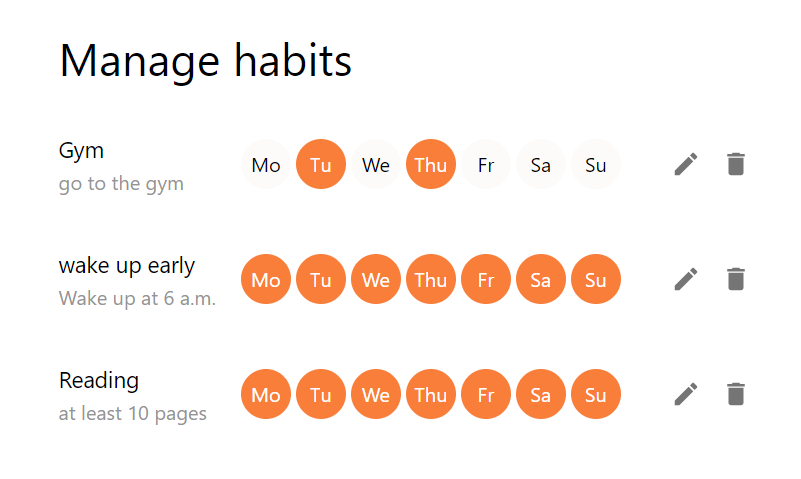 Manage habits
Gym
go to the gym
Mo Tu We Thu Fr Sa Su
wake up early
Wake up at 6 a.m.
Mo Tu We Thu Fr Sa Su
Reading
at least 10 pages
Mo Tu We Thu Fr Sa Su